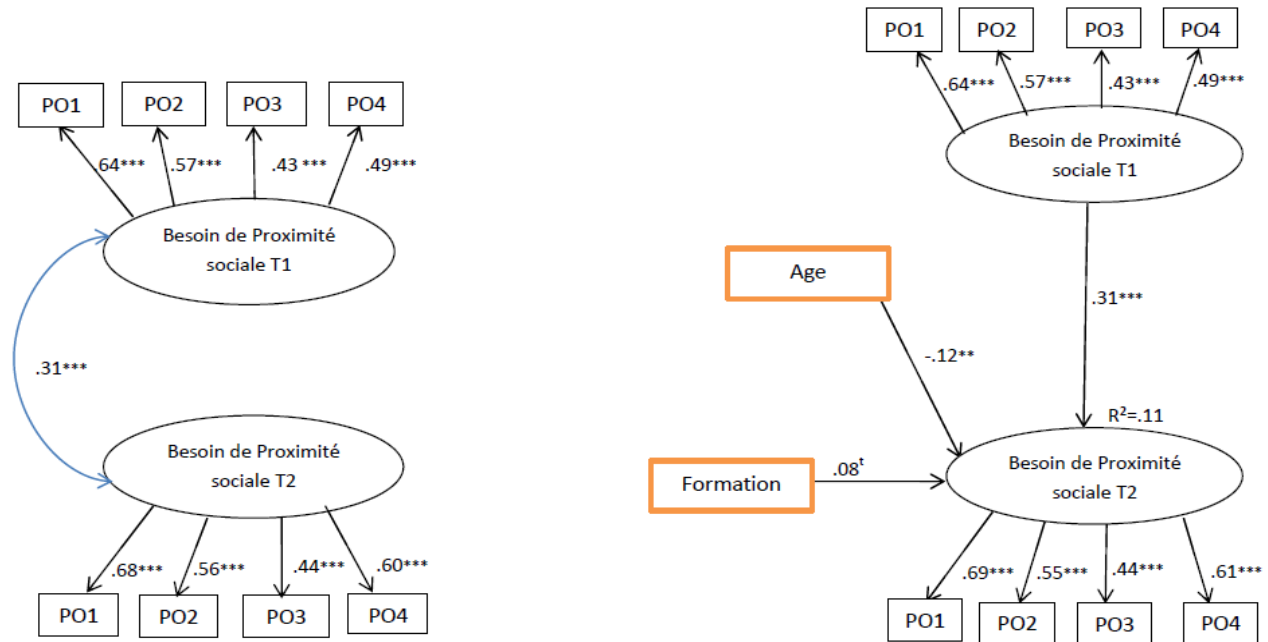 PO1 PO2 PO3 PO4
.64*** .57*** .43 *** .49***
Besoin de Proximité
sociale T1
.31***
Besoin de Proximité
sociale T2
.68*** .56*** .44*** .60***
PO1 PO2 PO3 PO4
PO1 PO2 PO3 PO4
.64*** .57*** .43*** .49***
Besoin de Proximité
sociale T1
Age
.31***
-.12**
R²=.11
Besoin de Proximité
sociale T2
Formation
.08ᵗ
.69*** .55*** .44*** .61***
PO1 PO2 PO3 PO4